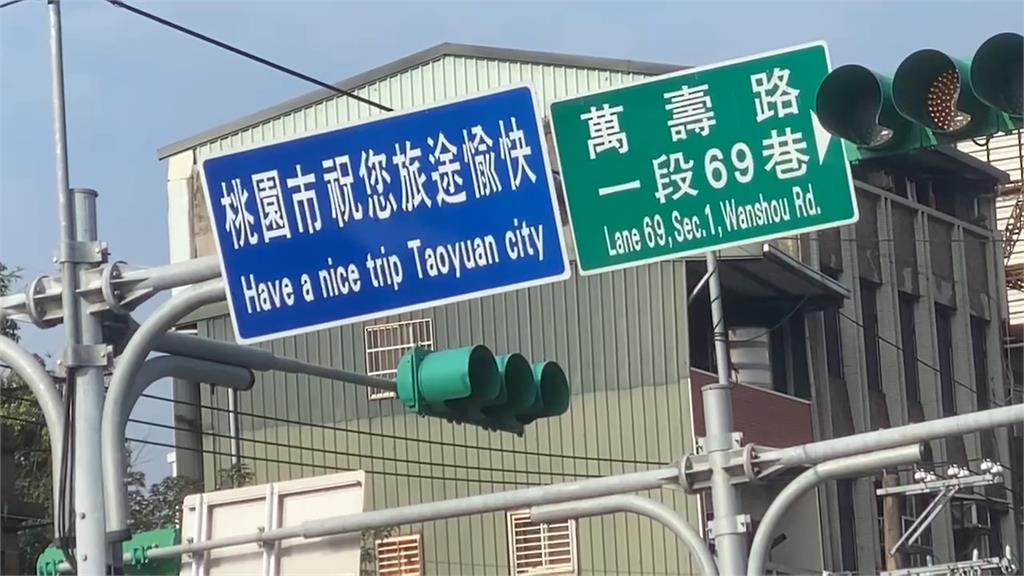 桃園市祝您旅途愉快
Have a nice trip Taoyuan city
萬壽路
一段69巷
Lane 69, Sec.1, Wanshou Rd.